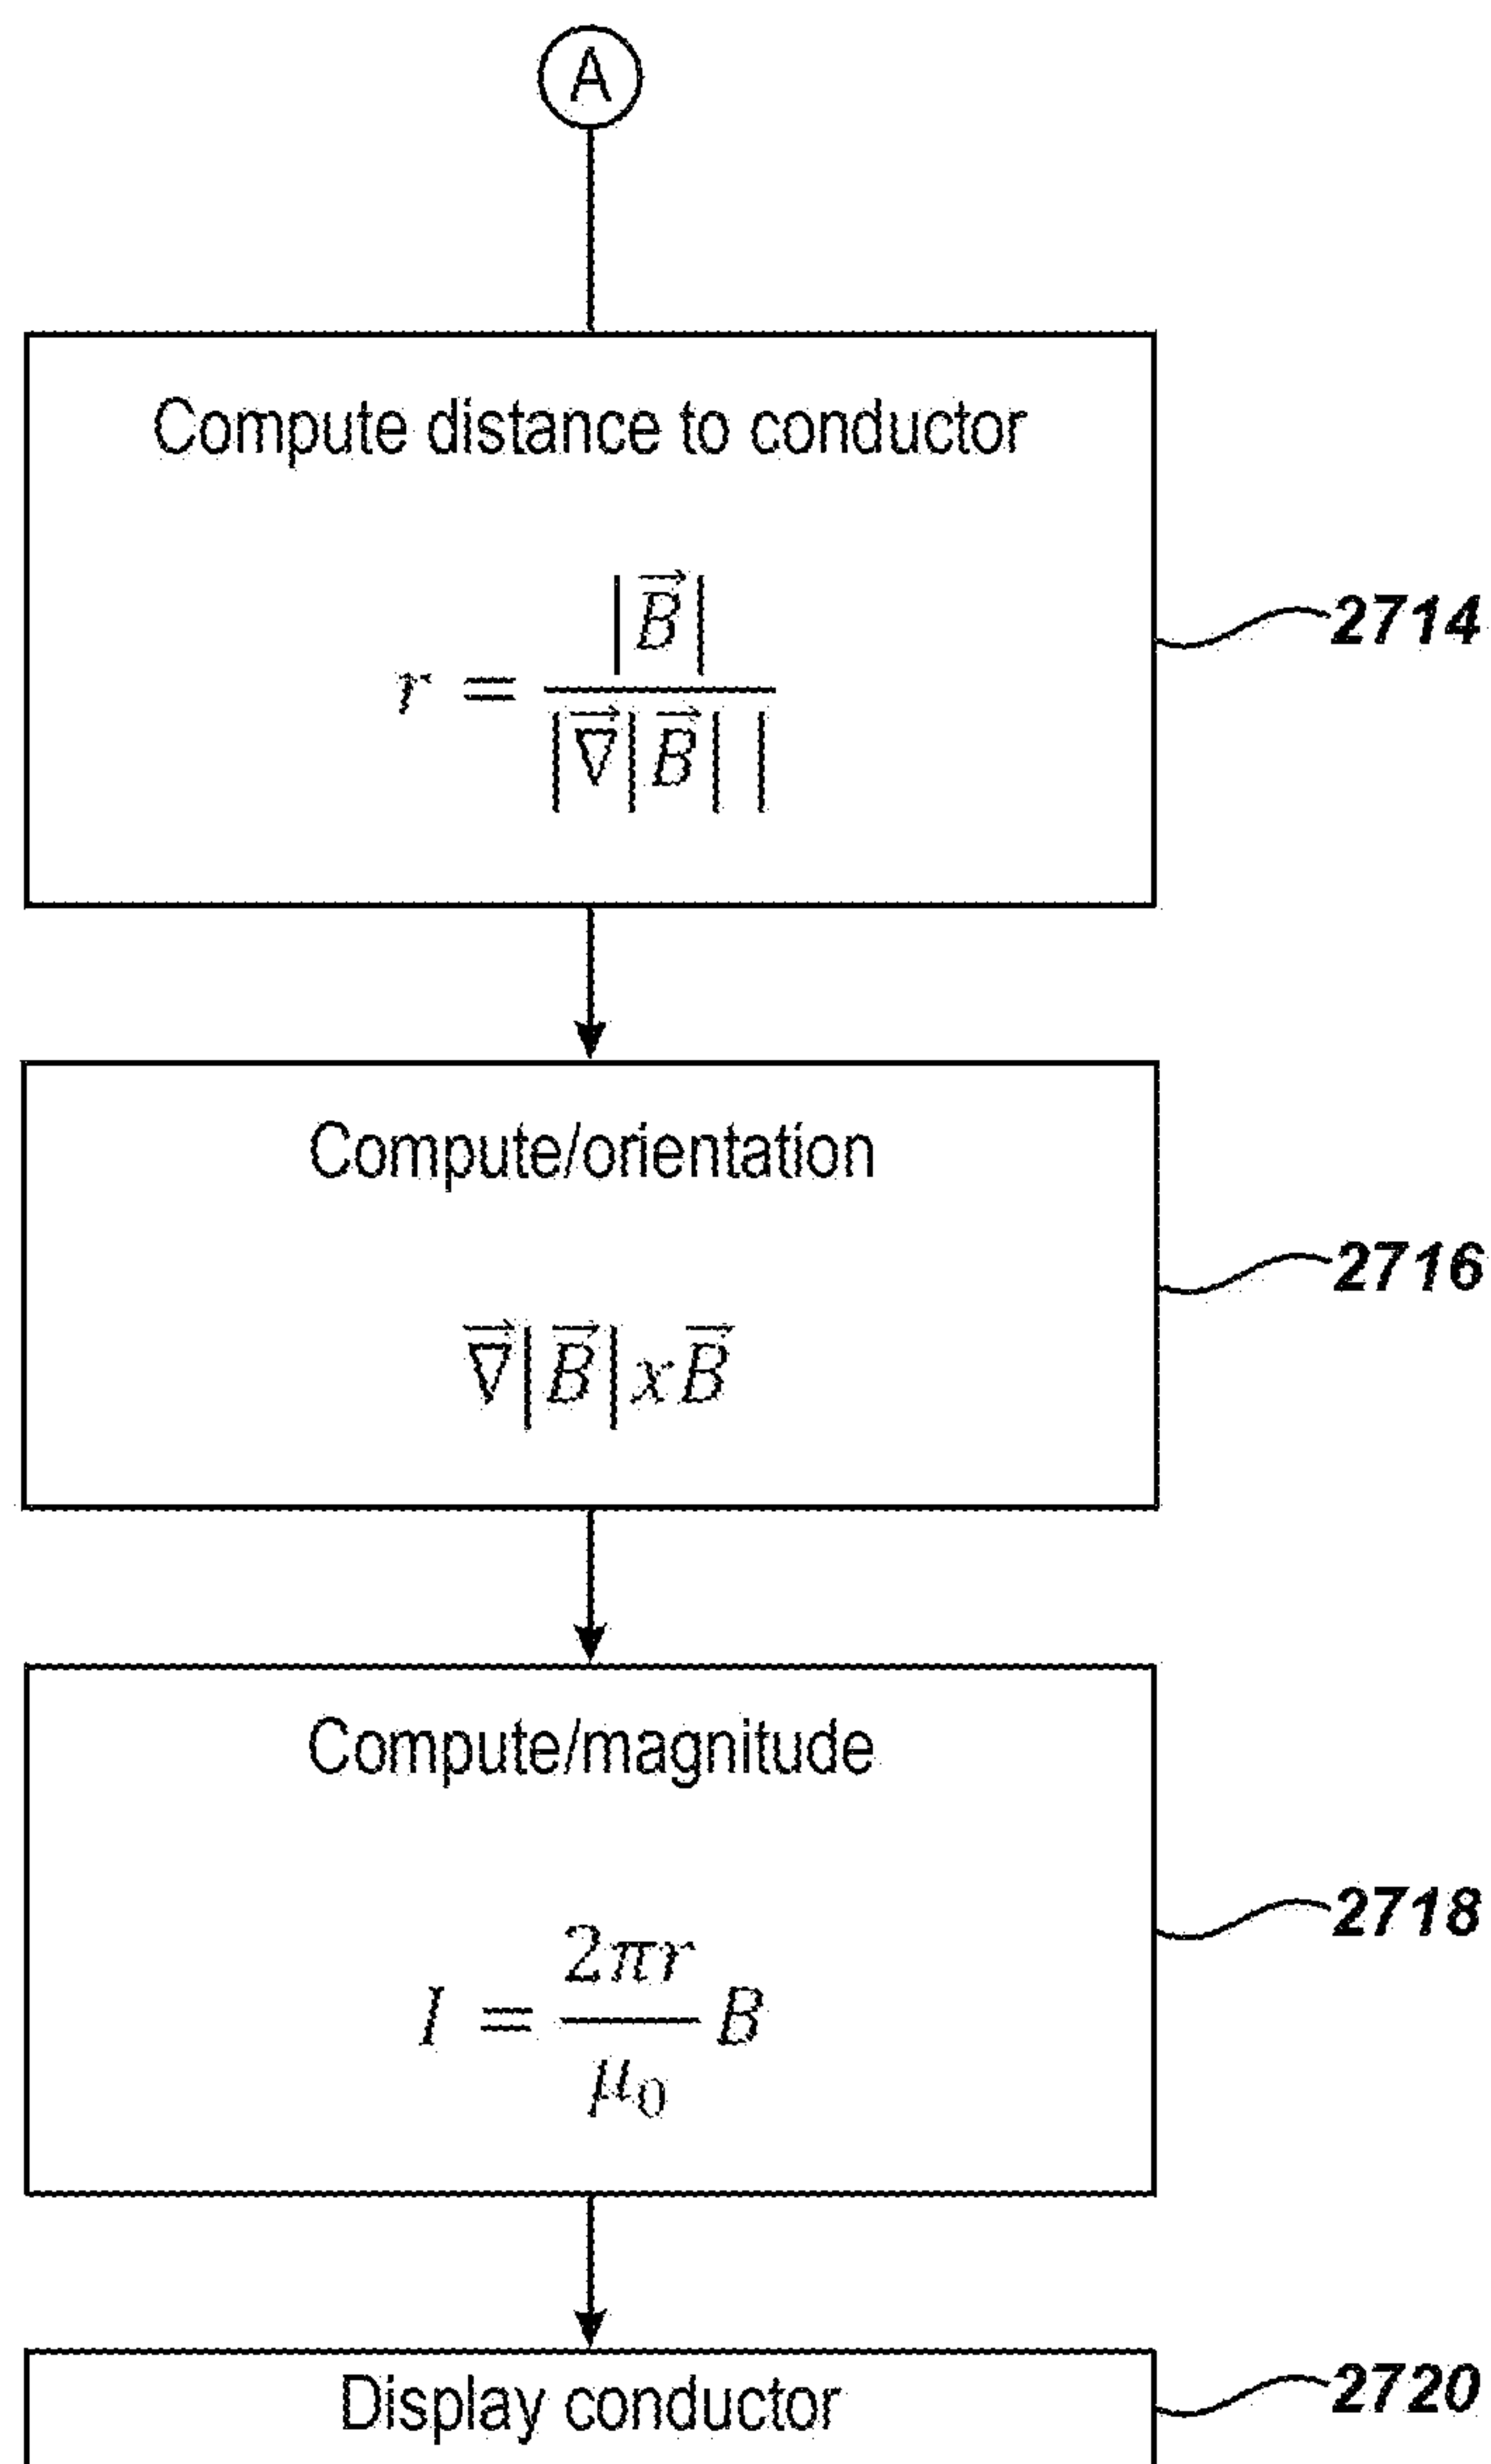 A
Compute distance to conductor
r = |B⃗| / |∇⃗|B⃗| |
2714
Compute/orientation
∇⃗|B⃗|xB⃗
2716
Compute/magnitude
I = 2πr / μ₀ B
2718
Display conductor
2720